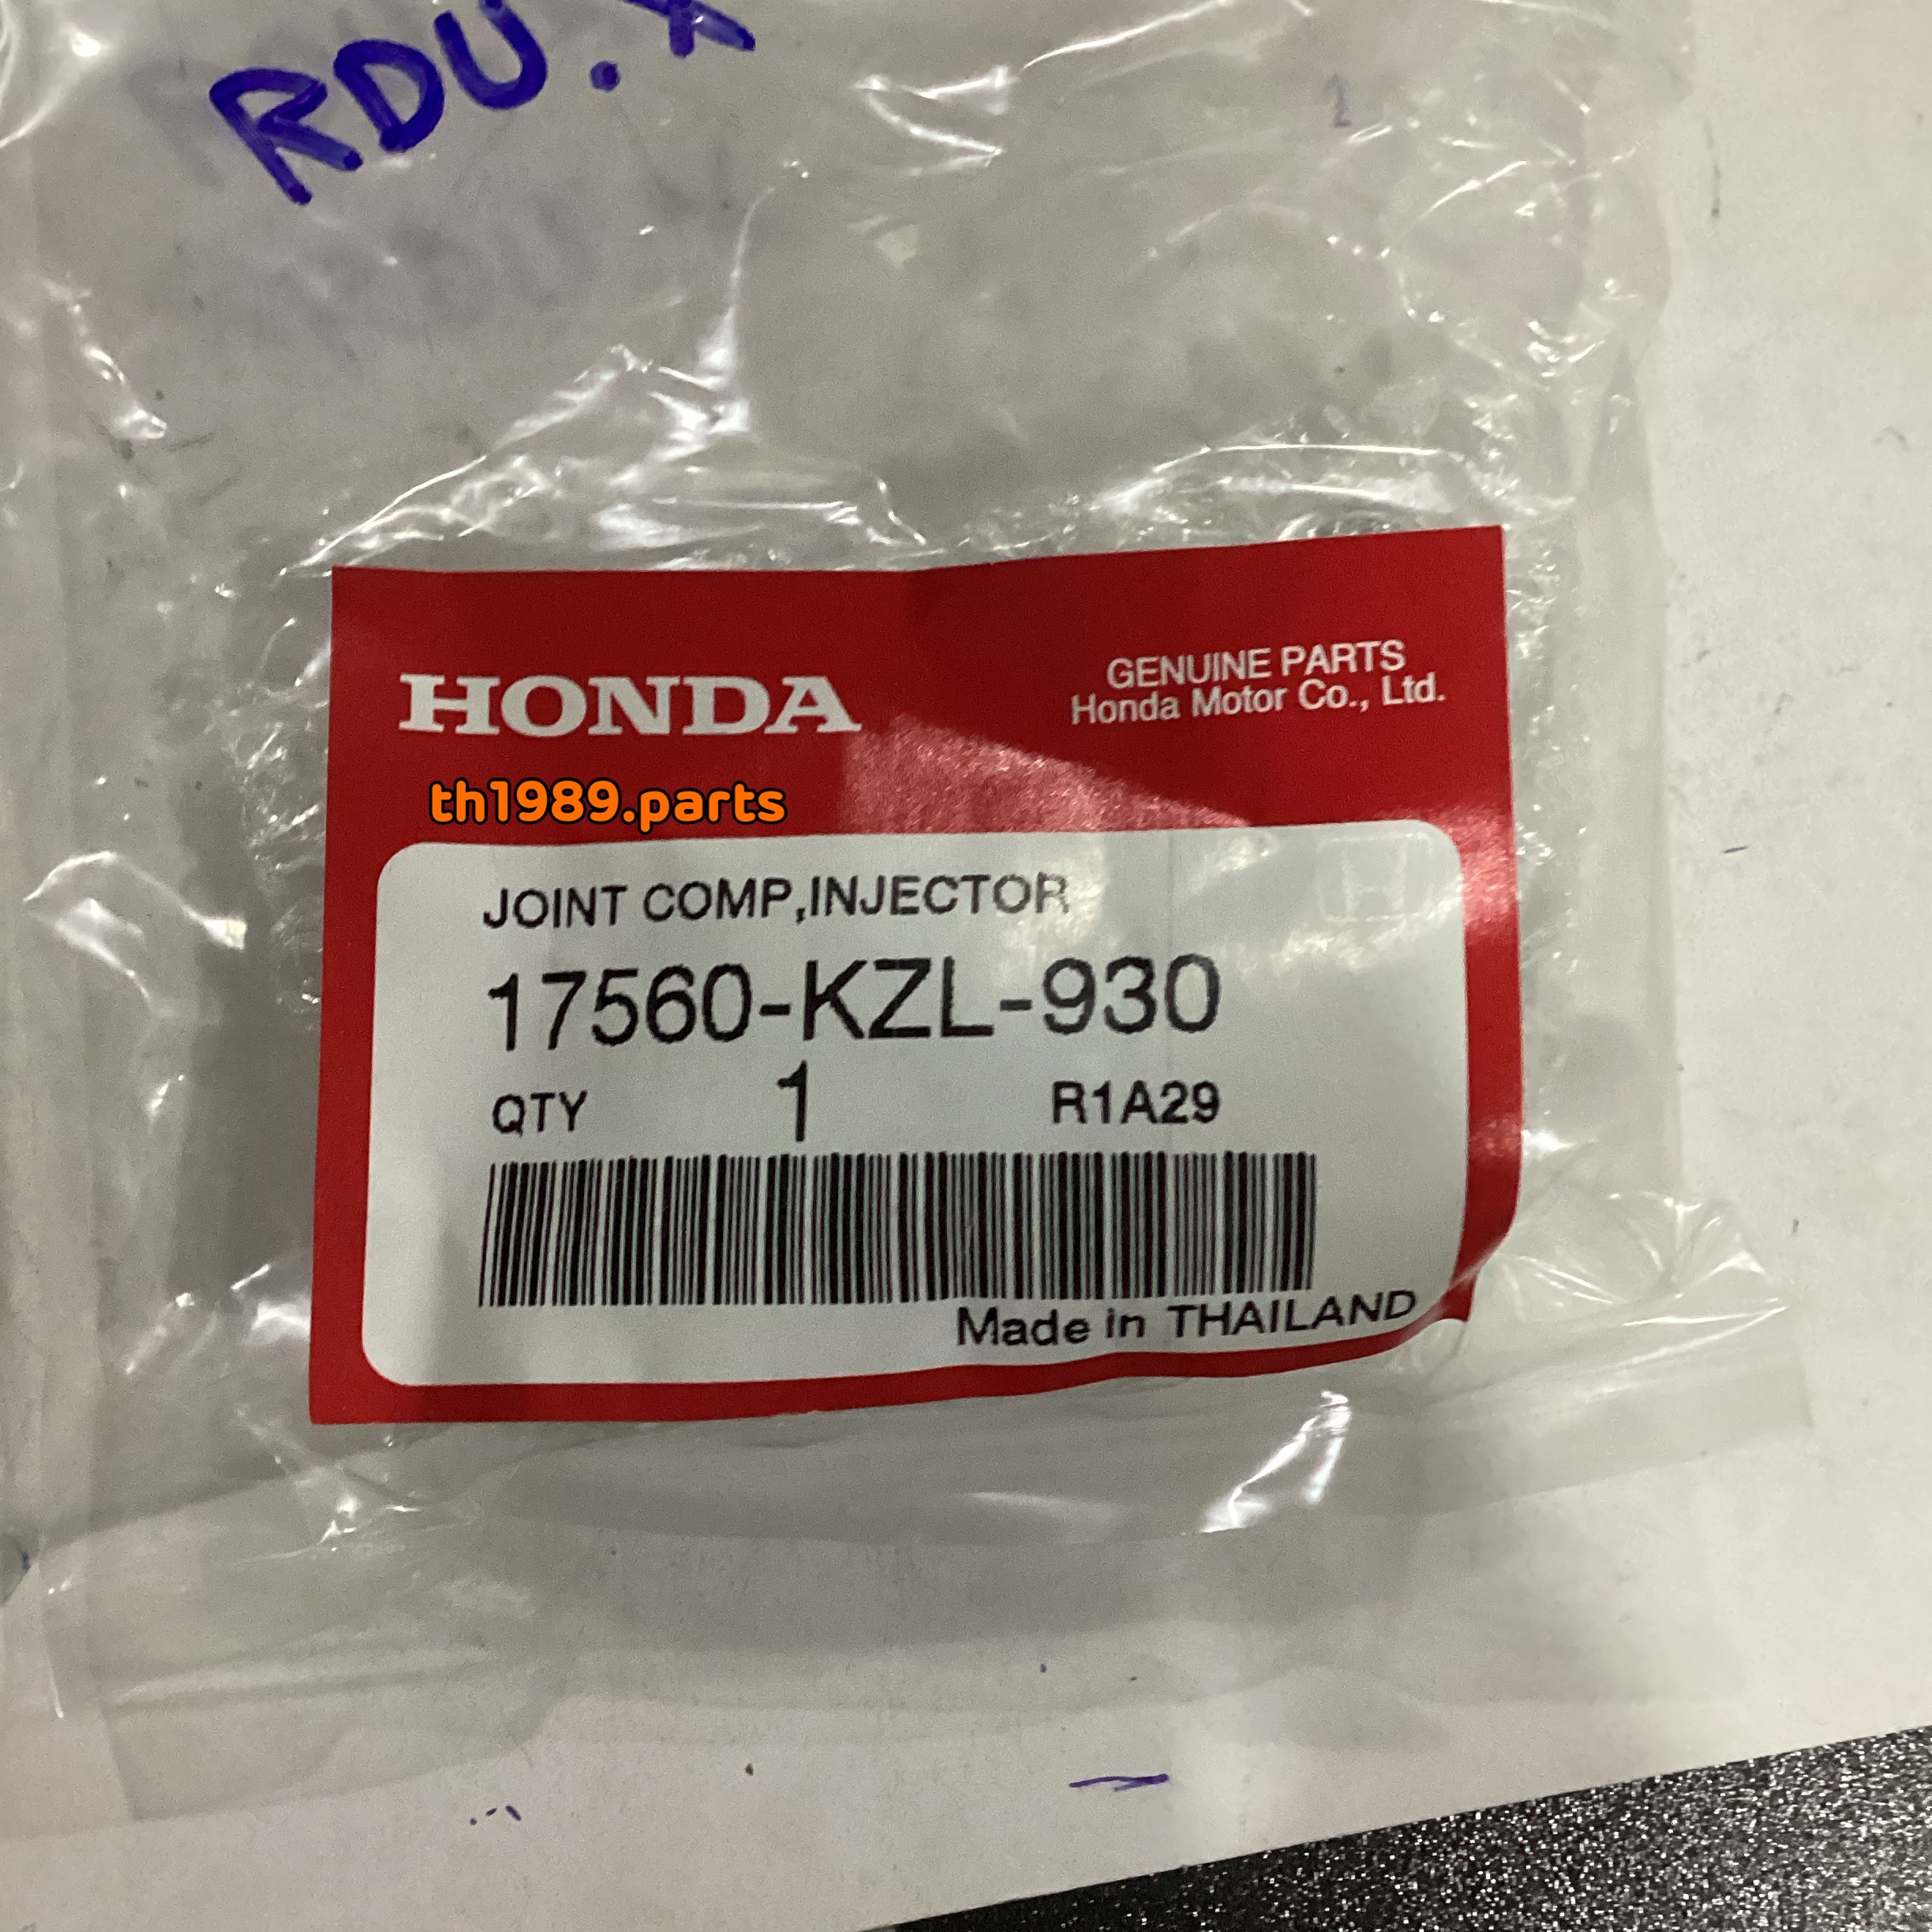 RDU.X
HONDA
GENUINE PARTS
Honda Motor Co., Ltd.
th1989.parts
JOINT COMP,INJECTOR
17560-KZL-930
QTY 1 R1A29
Made in THAILAND